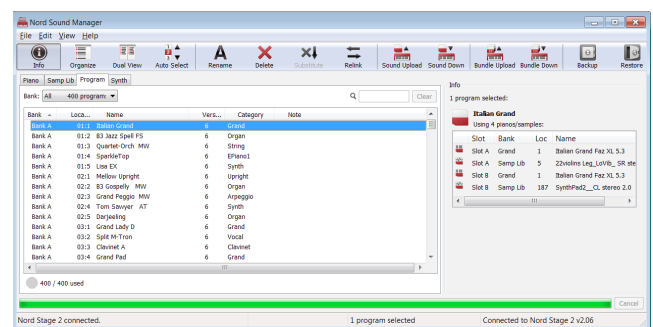 Nord Sound Manager
File Edit View Help
Info Organize Dual View Auto Select Rename Delete Substitute Relink Sound Upload Sound Down Bundle Upload Bundle Down Backup Restore
Piano Samp Lib Program Synth
Bank: All 400 programs Clear
Bank Loca... Name Vers... Category Note
Bank A 01:1 Italian Grand 6 Grand
Bank A 01:2 B3 Jazz Spell PS 6 Organ
Bank A 01:3 Quartet-Orch MW 6 String
Bank A 01:4 SparkleTop 6 EPiano1
Bank A 01:5 Lisa EX 6 Synth
Bank A 02:1 Mellow Upright 6 Upright
Bank A 02:2 B3 Gospelly MW 6 Organ
Bank A 02:3 Grand Peggio MW 6 Arpeggio
Bank A 02:4 Tom Sawyer AT 6 Synth
Bank A 02:5 Darjeeling 6 Organ
Bank A 03:1 Grand Lady D 6 Grand
Bank A 03:2 Split M-Tron 6 Vocal
Bank A 03:3 Clavinet A 6 Clavinet
Bank A 03:4 Grand Pad 6 Grand
400 / 400 used
Info
1 program selected:
Italian Grand
Using 4 pianos/samples:
Slot Bank Loc Name
Slot A Grand 1 Italian Grand Faz XL 5.3
Slot A Samp Lib 5 22violins Leg_LoVib_ SR ste
Slot B Grand 1 Italian Grand Faz XL 5.3
Slot B Samp Lib 187 SynthPad2__CL stereo 2.0
Cancel
Nord Stage 2 connected. 1 program selected Connected to Nord Stage 2 v2.06